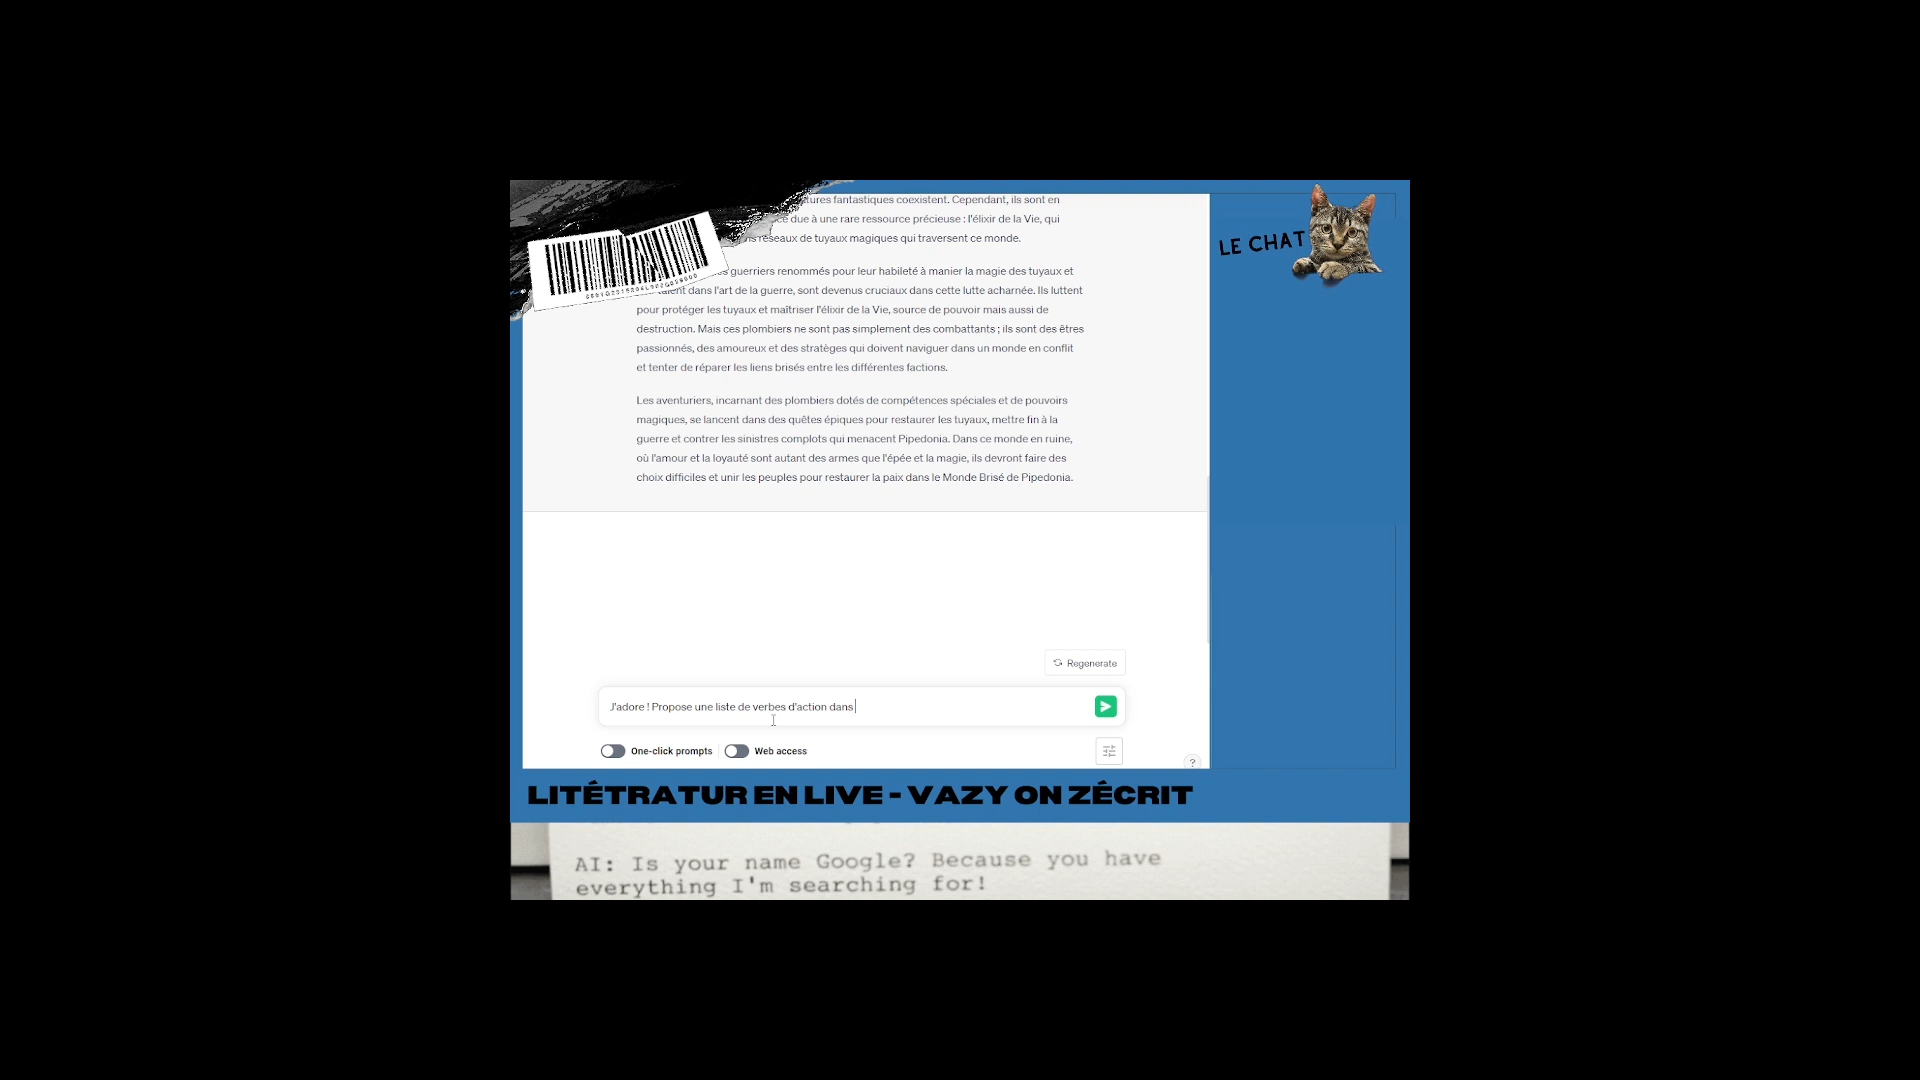 tures fantastiques coexistent. Cependant, ils sont en
due à une rare ressource précieuse : l'élixir de la Vie, qui
réseaux de tuyaux magiques qui traversent ce monde.
guerriers renommés pour leur habileté à manier la magie des tuyaux et
dans l'art de la guerre, sont devenus cruciaux dans cette lutte acharnée. Ils luttent
pour protéger les tuyaux et maîtriser l'élixir de la Vie, source de pouvoir mais aussi de
destruction. Mais ces plombiers ne sont pas simplement des combattants ; ils sont des êtres
passionnés, des amoureux et des stratèges qui doivent naviguer dans un monde en conflit
et tenter de réparer les liens brisés entre les différentes factions.
Les aventuriers, incarnant des plombiers dotés de compétences spéciales et de pouvoirs
magiques, se lancent dans des quêtes épiques pour restaurer les tuyaux, mettre fin à la
guerre et contrer les sinistres complots qui menacent Pipedonia. Dans ce monde en ruine,
où l'amour et la loyauté sont autant des armes que l'épée et la magie, ils devront faire des
choix difficiles et unir les peuples pour restaurer la paix dans le Monde Brisé de Pipedonia.
LE CHAT
Regenerate
J'adore ! Propose une liste de verbes d'action dans
One-click prompts
Web access
?
LITÉTRATUR EN LIVE - VAZY ON ZÉCRIT
AI: Is your name Google? Because you have
everything I'm searching for!